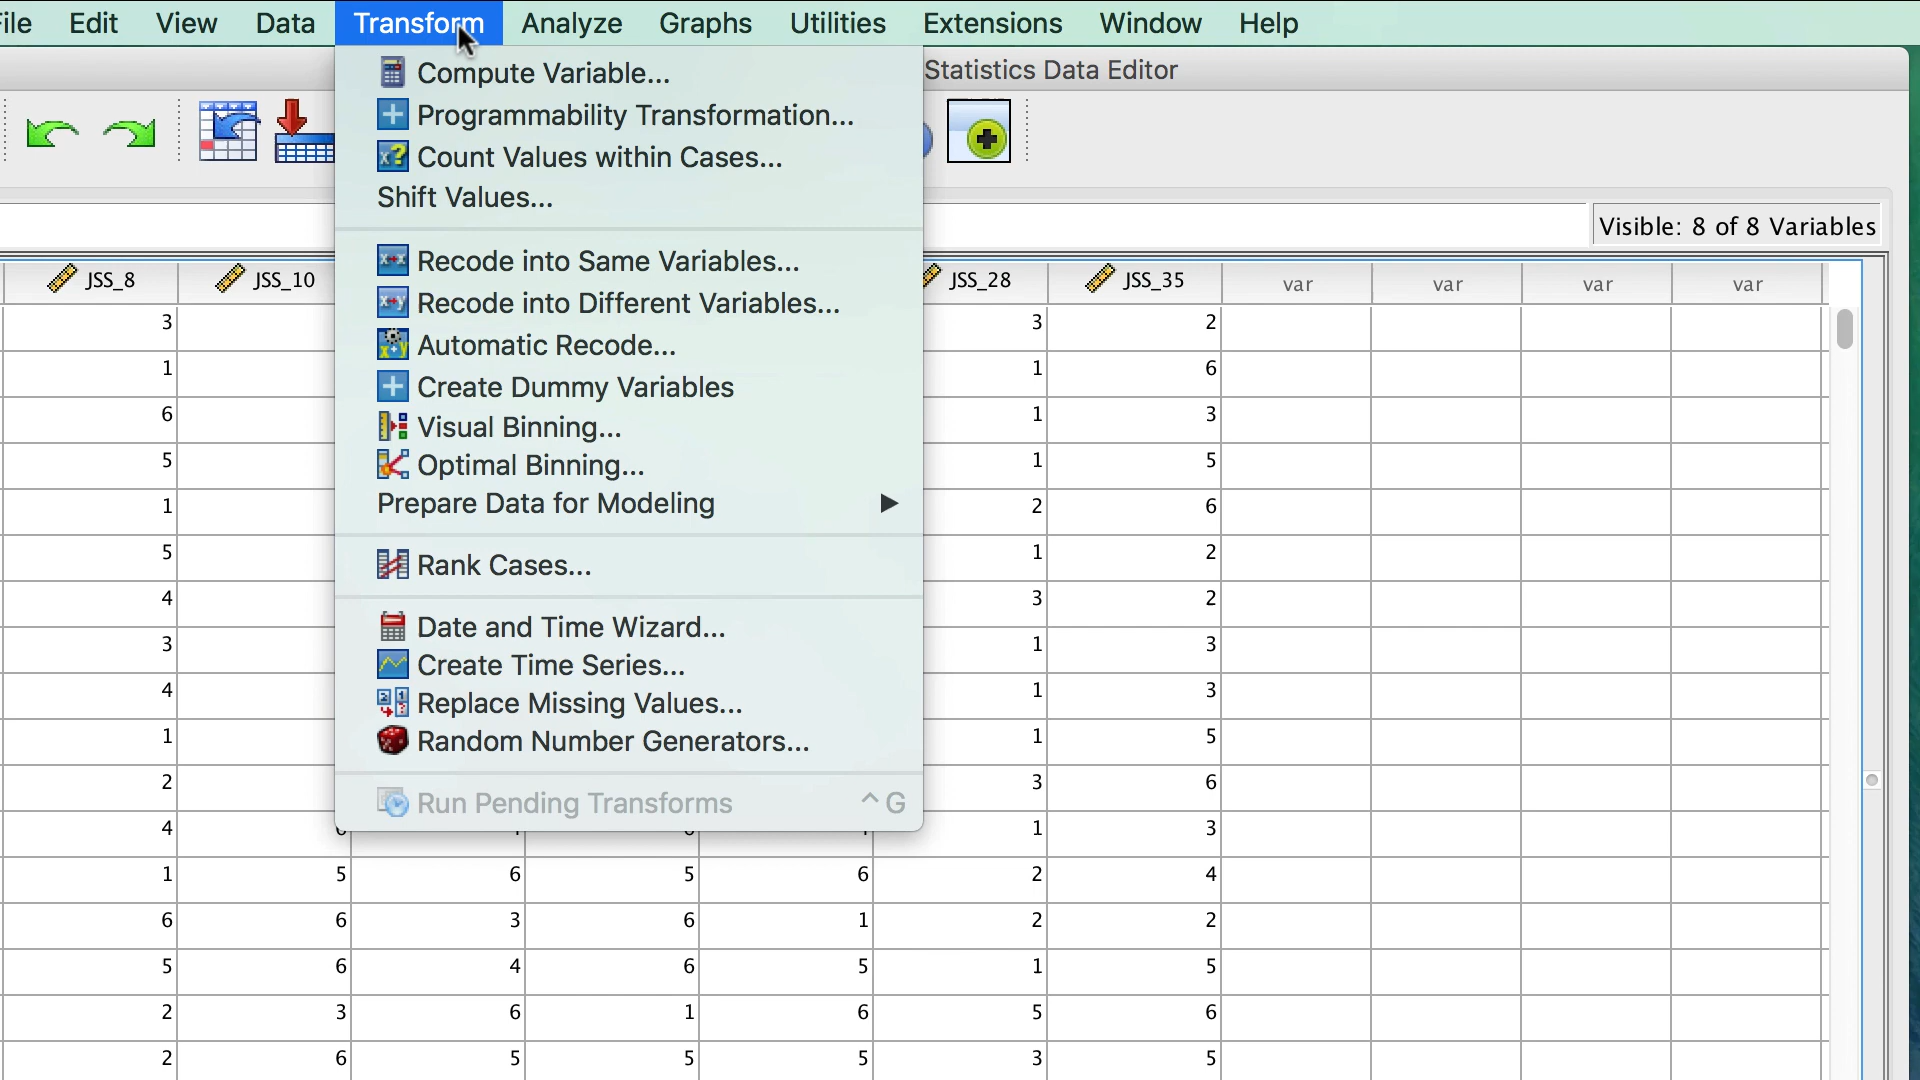 ile Edit View Data Transform Analyze Graphs Utilities Extensions Window Help
Statistics Data Editor
Compute Variable...
Programmability Transformation...
Count Values within Cases...
Shift Values...
Visible: 8 of 8 Variables
Recode into Same Variables...
Recode into Different Variables...
Automatic Recode...
Create Dummy Variables
Visual Binning...
Optimal Binning...
Prepare Data for Modeling
Rank Cases...
Date and Time Wizard...
Create Time Series...
Replace Missing Values...
Random Number Generators...
Run Pending Transforms ^G
JSS_8 JSS_10 JSS_28 JSS_35 var var var var
3 3 2
1 1 6
6 1 3
5 1 5
1 2 6
5 1 2
4 3 2
3 1 3
4 1 3
1 1 5
2 3 6
4 1 3
1 5 6 5 6 2 4
6 6 3 6 1 2 2
5 6 4 6 5 1 5
2 3 6 1 6 5 6
2 6 5 5 5 3 5